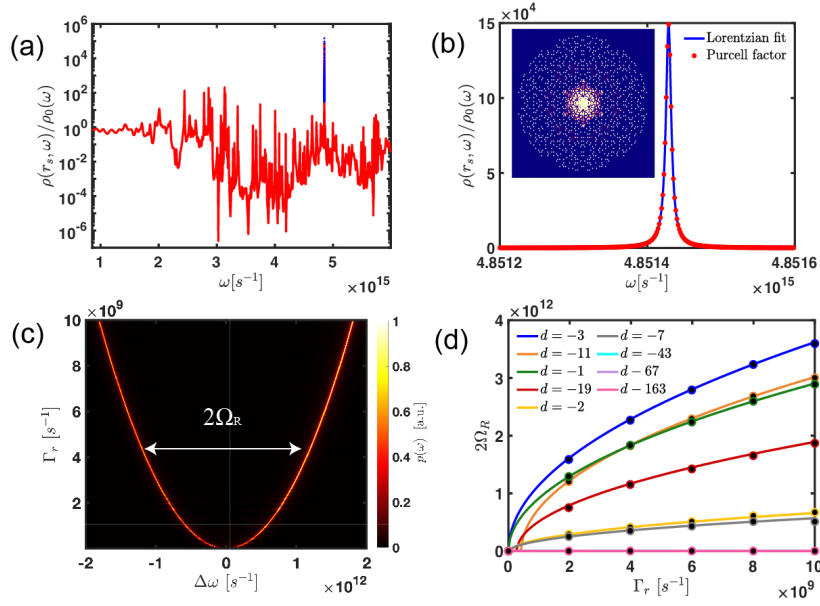 (a)
10^6
10^4
10^2
10^0
10^-2
10^-4
10^-6
ρ(r_s, ω)/ρ_0(ω)
1 2 3 4 5
ω[s^-1]
×10^15
(b)
×10^4
15
10
5
0
ρ(r_s, ω)/ρ_0(ω)
Lorentzian fit
Purcell factor
4.8512 4.8514 4.8516
ω[s^-1]
×10^15
(c)
×10^9
10
8
6
4
2
Γ_r [s^-1]
2Ω_R
-2 -1 0 1 2
Δω [s^-1]
×10^12
1
0.8
0.6
0.4
0.2
0
p(ω) [a.u.]
(d)
×10^12
4
3
2
1
0
2Ω_R
d = −3
d = −11
d = −1
d = −19
d = −2
d = −7
d = −43
d − 67
d − 163
0 2 4 6 8 10
Γ_r [s^-1]
×10^9